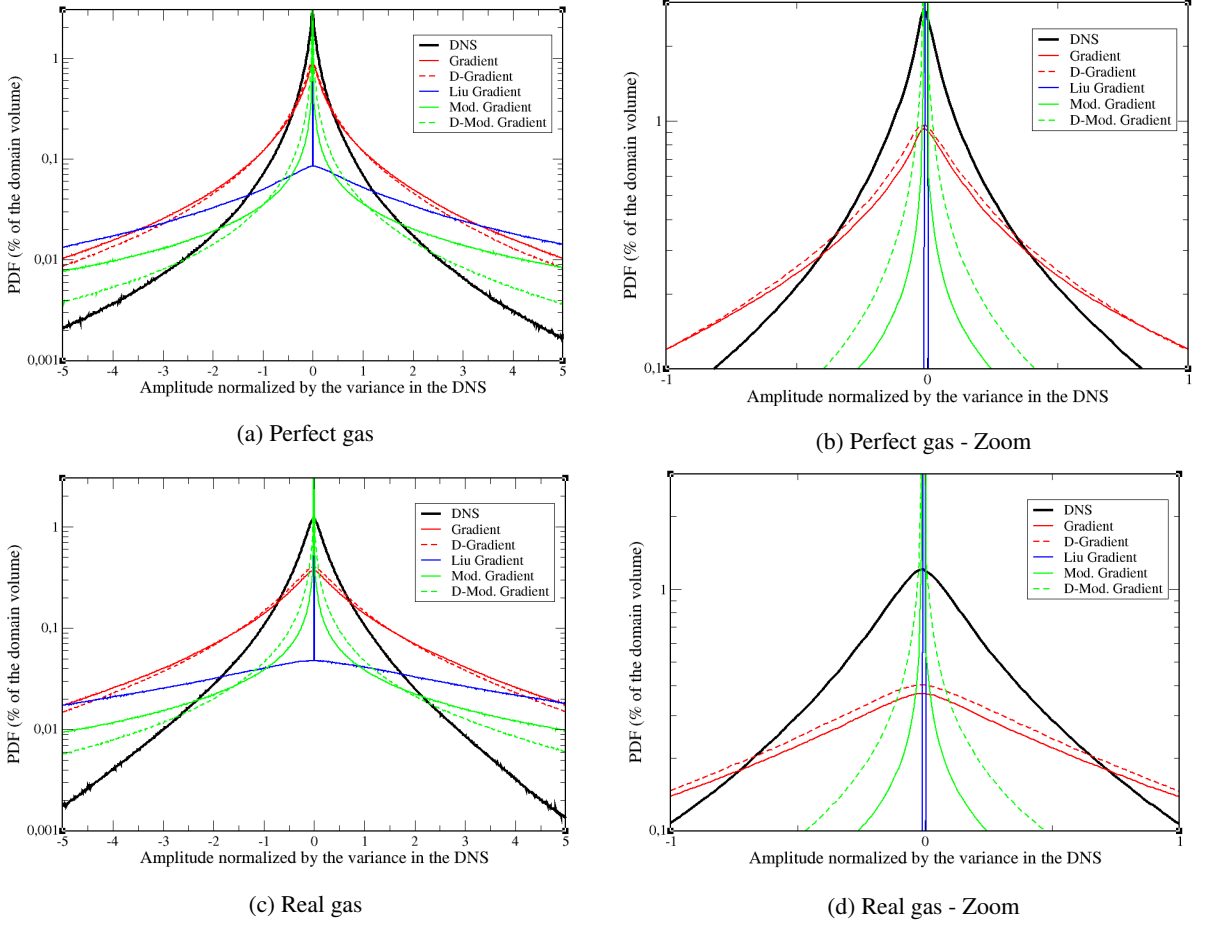 PDF (% of the domain volume)
1
0,1
0,01
0,001
DNS
Gradient
D-Gradient
Liu Gradient
Mod. Gradient
D-Mod. Gradient
-5 -4 -3 -2 -1 0 1 2 3 4 5
Amplitude normalized by the variance in the DNS
(a) Perfect gas
PDF (% of the domain volume)
1
0,1
DNS
Gradient
D-Gradient
Liu Gradient
Mod. Gradient
D-Mod. Gradient
-1 0 1
Amplitude normalized by the variance in the DNS
(b) Perfect gas - Zoom
PDF (% of the domain volume)
1
0,1
0,01
0,001
DNS
Gradient
D-Gradient
Liu Gradient
Mod. Gradient
D-Mod. Gradient
-5 -4 -3 -2 -1 0 1 2 3 4 5
Amplitude normalized by the variance in the DNS
(c) Real gas
PDF (% of the domain volume)
1
0,1
DNS
Gradient
D-Gradient
Liu Gradient
Mod. Gradient
D-Mod. Gradient
-1 0 1
Amplitude normalized by the variance in the DNS
(d) Real gas - Zoom